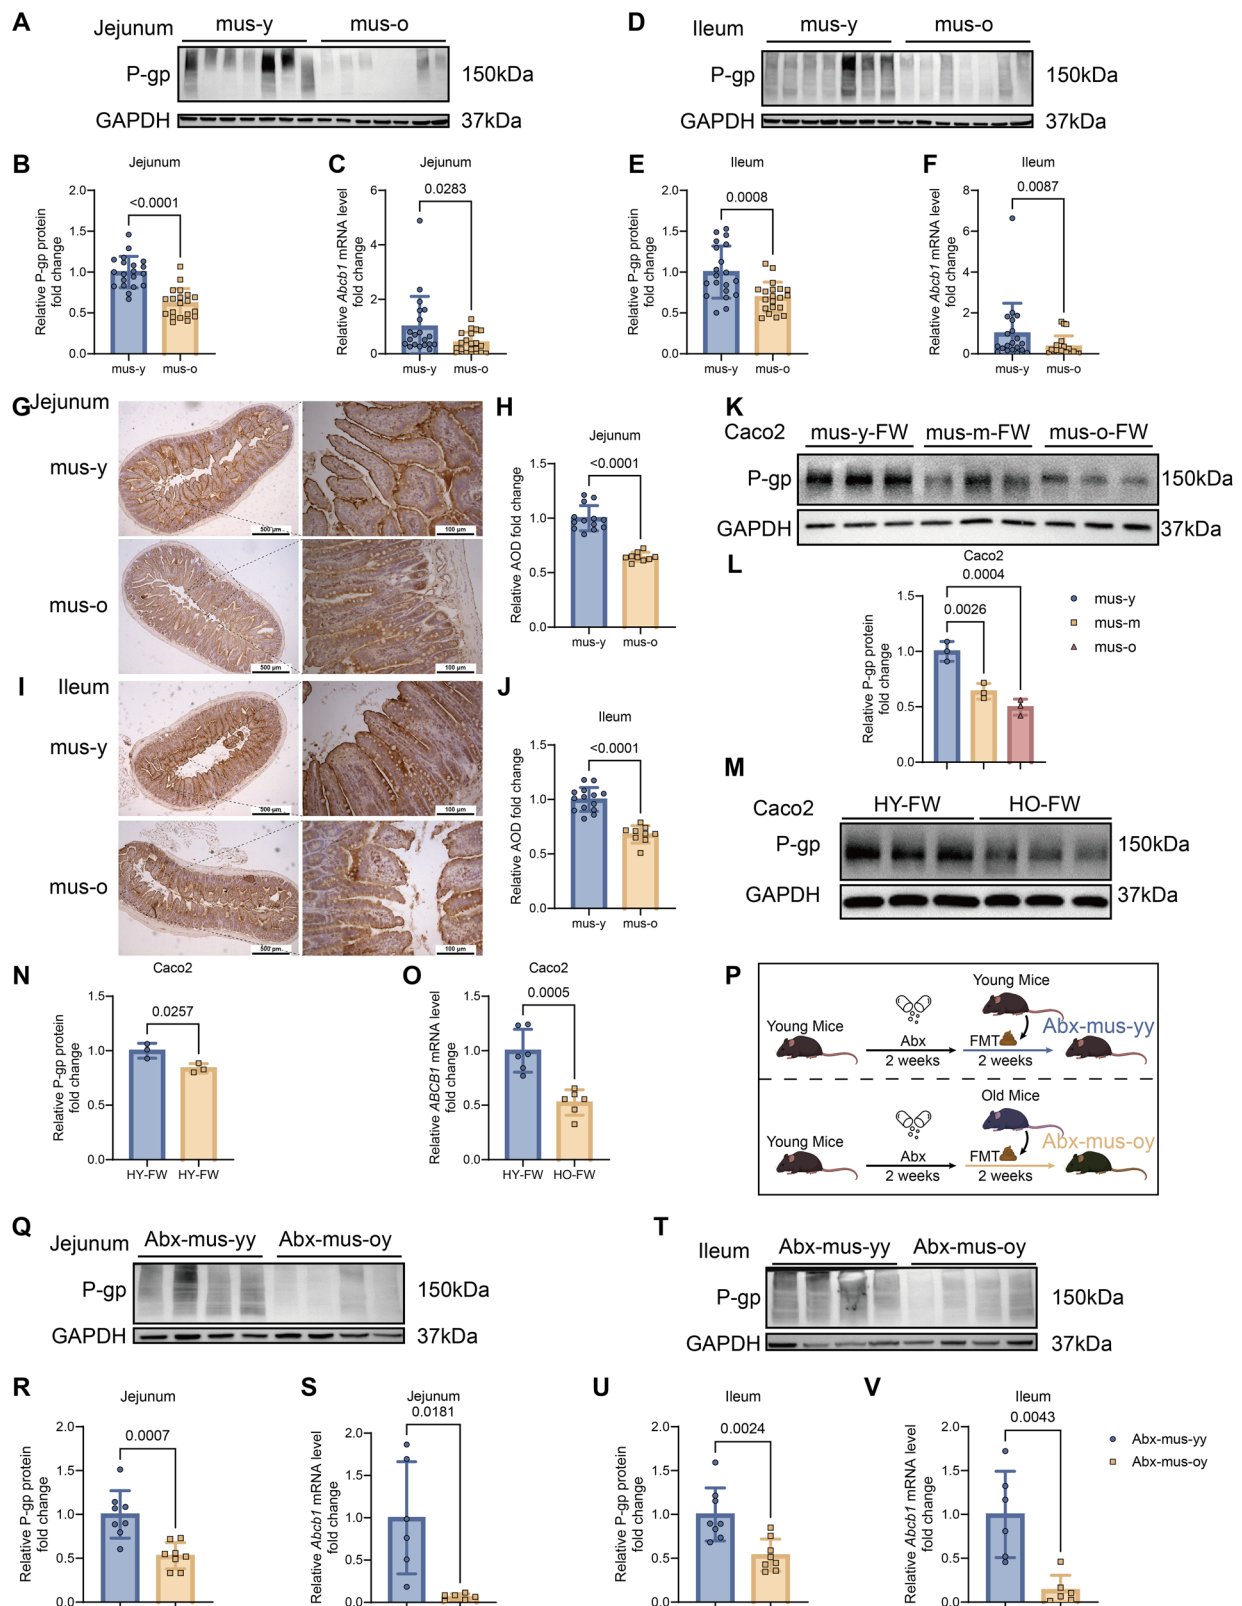 A
Jejunum
mus-y
mus-o
P-gp
150kDa
GAPDH
37kDa
D
Ileum
mus-y
mus-o
P-gp
150kDa
GAPDH
37kDa
B
Jejunum
Relative P-gp protein
fold change
2.0
1.5
1.0
0.5
0.0
<0.0001
mus-y
mus-o
C
Jejunum
Relative Abcb1 mRNA level
fold change
6
4
2
0
0.0283
mus-y
mus-o
E
Ileum
Relative P-gp protein
fold change
2.0
1.5
1.0
0.5
0.0
0.0008
mus-y
mus-o
F
Ileum
Relative Abcb1 mRNA level
fold change
8
6
4
2
0
0.0087
mus-y
mus-o
G
Jejunum
mus-y
500 μm
100 μm
mus-o
500 μm
100 μm
H
Jejunum
Relative AOD fold change
1.5
1.0
0.5
0.0
<0.0001
mus-y
mus-o
I
Ileum
mus-y
500 μm
100 μm
mus-o
500 μm
100 μm
J
Ileum
Relative AOD fold change
1.5
1.0
0.5
0.0
<0.0001
mus-y
mus-o
K
Caco2
mus-y-FW
mus-m-FW
mus-o-FW
P-gp
150kDa
GAPDH
37kDa
L
Caco2
Relative P-gp protein
fold change
1.5
1.0
0.5
0.0
0.0004
0.0026
mus-y
mus-m
mus-o
M
Caco2
HY-FW
HO-FW
P-gp
150kDa
GAPDH
37kDa
N
Caco2
Relative P-gp protein
fold change
1.5
1.0
0.5
0.0
0.0257
HY-FW
HY-FW
O
Caco2
Relative ABCB1 mRNA level
fold change
1.5
1.0
0.5
0.0
0.0005
HY-FW
HO-FW
P
Young Mice
Young Mice
Abx
2 weeks
FMT
2 weeks
Abx-mus-yy
Old Mice
Young Mice
Abx
2 weeks
FMT
2 weeks
Abx-mus-oy
Q
Jejunum
Abx-mus-yy
Abx-mus-oy
P-gp
150kDa
GAPDH
37kDa
T
Ileum
Abx-mus-yy
Abx-mus-oy
P-gp
150kDa
GAPDH
37kDa
R
Jejunum
Relative P-gp protein
fold change
2.0
1.5
1.0
0.5
0.0
0.0007
S
Jejunum
Relative Abcb1 mRNA level
fold change
2.0
1.5
1.0
0.5
0.0
0.0181
U
Ileum
Relative P-gp protein
fold change
2.0
1.5
1.0
0.5
0.0
0.0024
V
Ileum
Relative Abcb1 mRNA level
fold change
2.0
1.5
1.0
0.5
0.0
0.0043
Abx-mus-yy
Abx-mus-oy